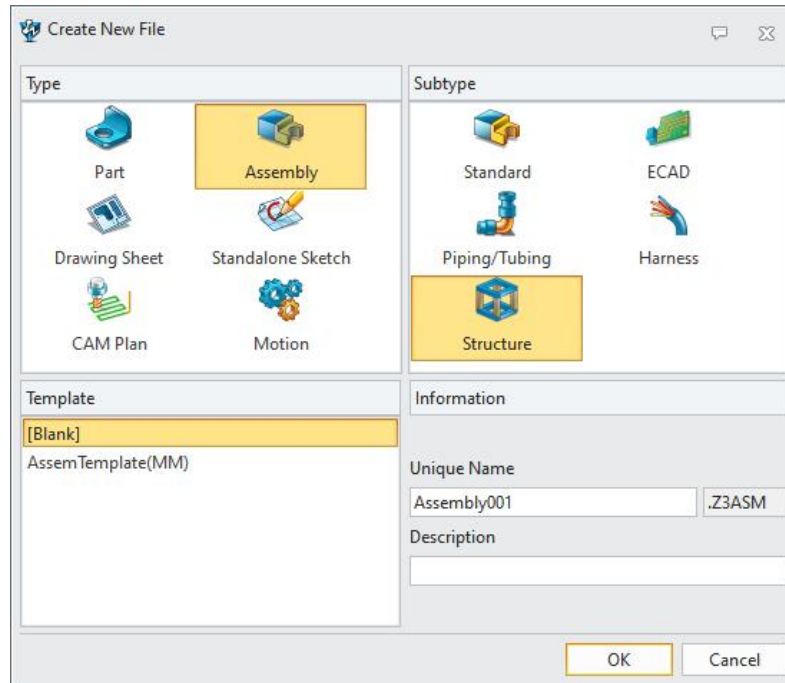 Create New File
Type
Subtype
Part
Assembly
Standard
ECAD
Drawing Sheet
Standalone Sketch
Piping/Tubing
Harness
CAM Plan
Motion
Structure
Template
Information
[Blank]
AssemTemplate(MM)
Unique Name
Assembly001
.Z3ASM
Description
OK
Cancel